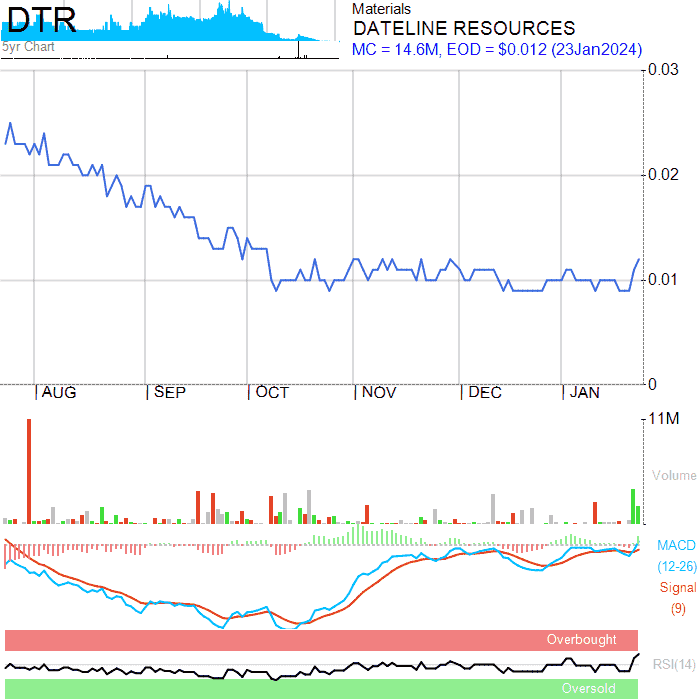 DTR
5yr Chart
Materials
DATELINE RESOURCES
MC = 14.6M, EOD = $0.012 (23Jan2024)
0.03
0.02
0.01
0
AUG SEP OCT NOV DEC JAN
11M
Volume
MACD
(12-26)
Signal
(9)
Overbought
RSI(14)
Oversold